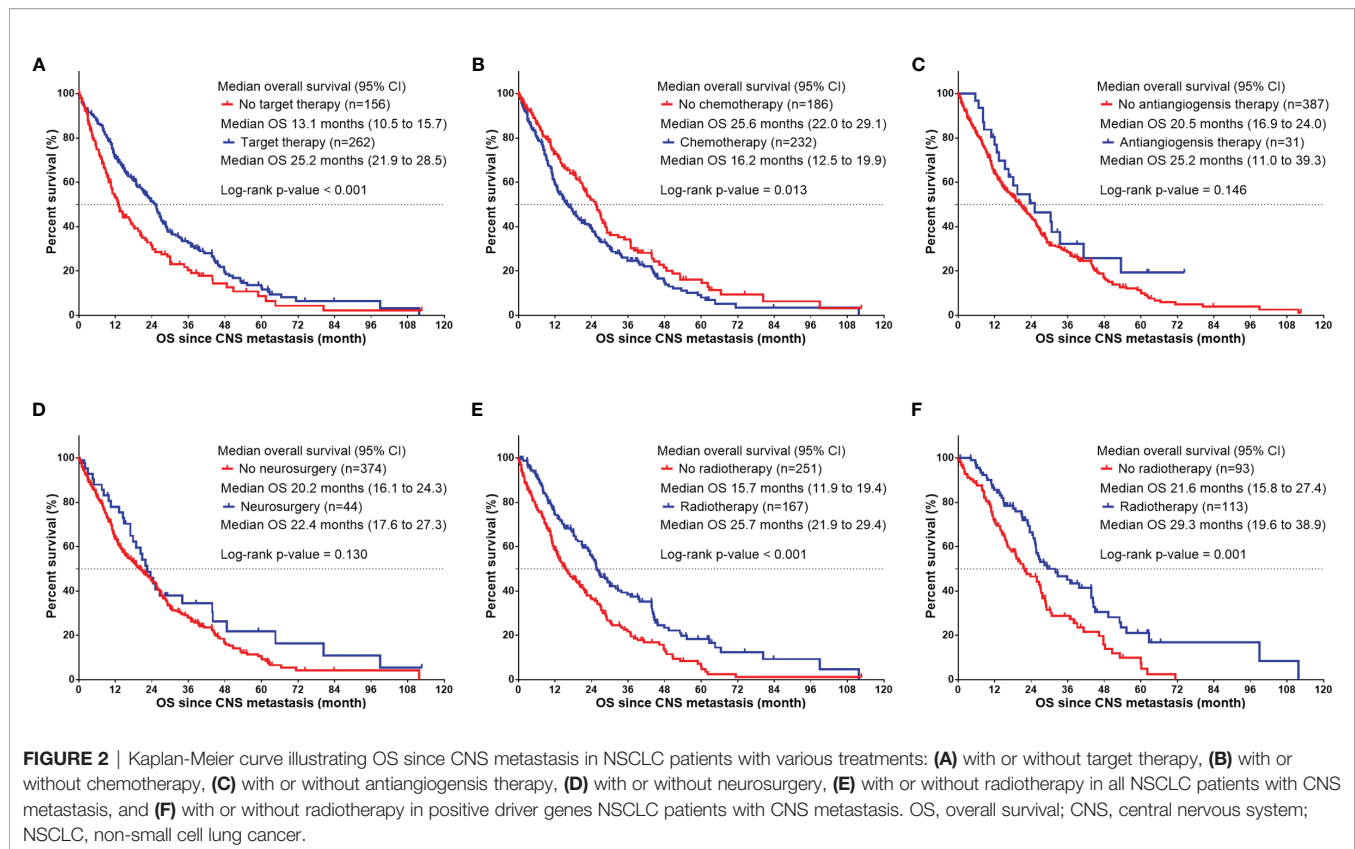 A
Median overall survival (95% CI)
No target therapy (n=156)
Median OS 13.1 months (10.5 to 15.7)
Target therapy (n=262)
Median OS 25.2 months (21.9 to 28.5)
Log-rank p-value < 0.001
Percent survival (%)
100
80
60
40
20
0
0 12 24 36 48 60 72 84 96 108 120
OS since CNS metastasis (month)
B
Median overall survival (95% CI)
No chemotherapy (n=186)
Median OS 25.6 months (22.0 to 29.1)
Chemotherapy (n=232)
Median OS 16.2 months (12.5 to 19.9)
Log-rank p-value = 0.013
Percent survival (%)
100
80
60
40
20
0
0 12 24 36 48 60 72 84 96 108 120
OS since CNS metastasis (month)
C
Median overall survival (95% CI)
No antiangiogensis therapy (n=387)
Median OS 20.5 months (16.9 to 24.0)
Antiangiogensis therapy (n=31)
Median OS 25.2 months (11.0 to 39.3)
Log-rank p-value = 0.146
Percent survival (%)
100
80
60
40
20
0
0 12 24 36 48 60 72 84 96 108 120
OS since CNS metastasis (month)
D
Median overall survival (95% CI)
No neurosurgery (n=374)
Median OS 20.2 months (16.1 to 24.3)
Neurosurgery (n=44)
Median OS 22.4 months (17.6 to 27.3)
Log-rank p-value = 0.130
Percent survival (%)
100
80
60
40
20
0
0 12 24 36 48 60 72 84 96 108 120
OS since CNS metastasis (month)
E
Median overall survival (95% CI)
No radiotherapy (n=251)
Median OS 15.7 months (11.9 to 19.4)
Radiotherapy (n=167)
Median OS 25.7 months (21.9 to 29.4)
Log-rank p-value < 0.001
Percent survival (%)
100
80
60
40
20
0
0 12 24 36 48 60 72 84 96 108 120
OS since CNS metastasis (month)
F
Median overall survival (95% CI)
No radiotherapy (n=93)
Median OS 21.6 months (15.8 to 27.4)
Radiotherapy (n=113)
Median OS 29.3 months (19.6 to 38.9)
Log-rank p-value = 0.001
Percent survival (%)
100
80
60
40
20
0
0 12 24 36 48 60 72 84 96 108 120
OS since CNS metastasis (month)
FIGURE 2 | Kaplan-Meier curve illustrating OS since CNS metastasis in NSCLC patients with various treatments: (A) with or without target therapy, (B) with or
without chemotherapy, (C) with or without antiangiogensis therapy, (D) with or without neurosurgery, (E) with or without radiotherapy in all NSCLC patients with CNS
metastasis, and (F) with or without radiotherapy in positive driver genes NSCLC patients with CNS metastasis. OS, overall survival; CNS, central nervous system;
NSCLC, non-small cell lung cancer.